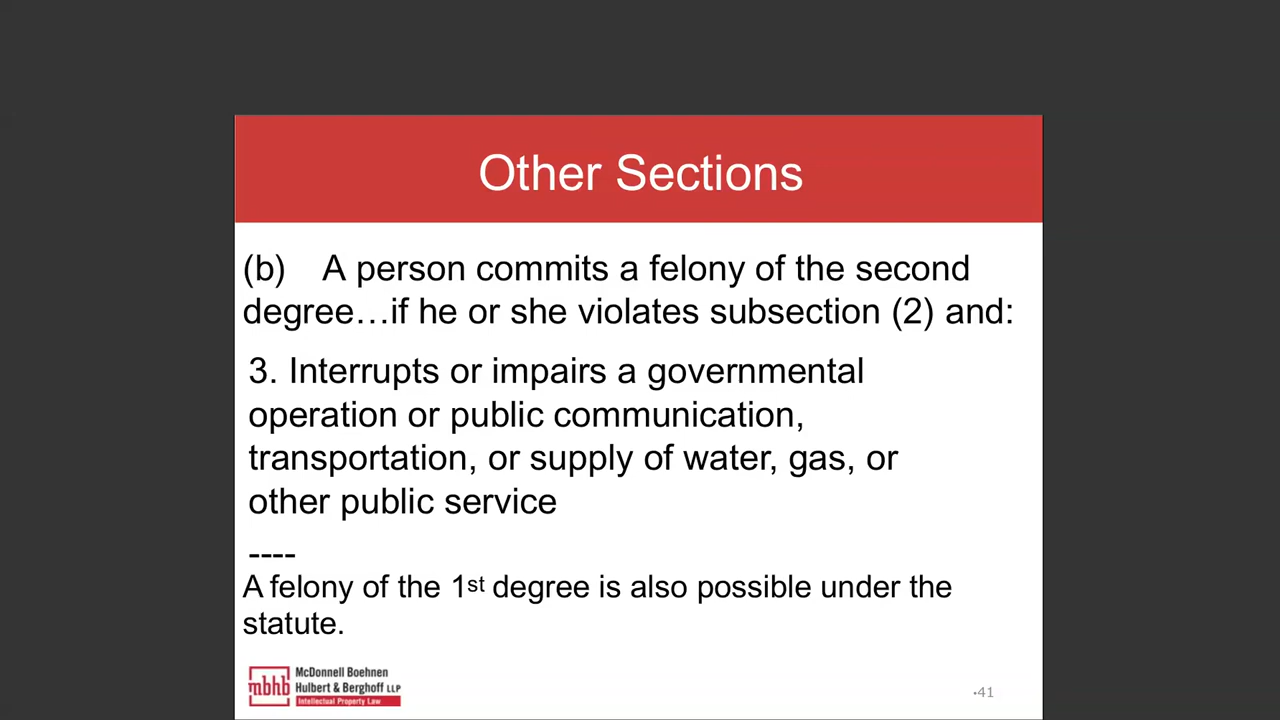 Other Sections
(b) A person commits a felony of the second
degree…if he or she violates subsection (2) and:
3. Interrupts or impairs a governmental
operation or public communication,
transportation, or supply of water, gas, or
other public service
----
A felony of the 1st degree is also possible under the
statute.
mbhb
McDonnell Boehnen
Hulbert & Berghoff LLP
Intellectual Property Law
•41